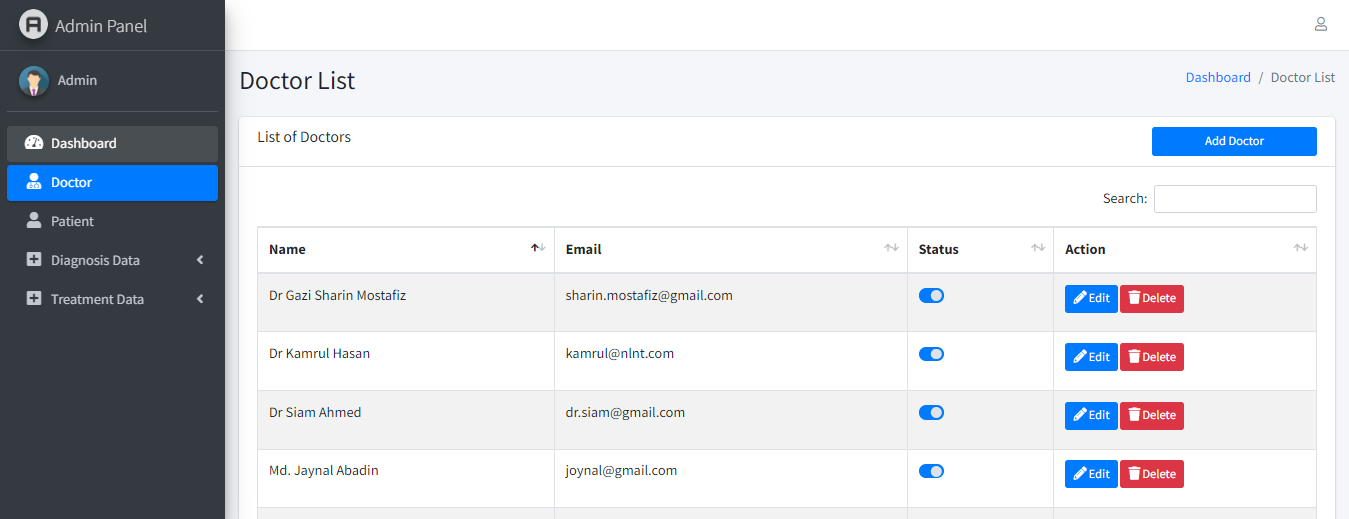 Admin Panel
Admin
Dashboard
Doctor
Patient
Diagnosis Data
Treatment Data
Doctor List
Dashboard / Doctor List
List of Doctors
Add Doctor
Search:
Name Email Status Action
Dr Gazi Sharin Mostafiz sharin.mostafiz@gmail.com Edit Delete
Dr Kamrul Hasan kamrul@nlnt.com Edit Delete
Dr Siam Ahmed dr.siam@gmail.com Edit Delete
Md. Jaynal Abadin joynal@gmail.com Edit Delete